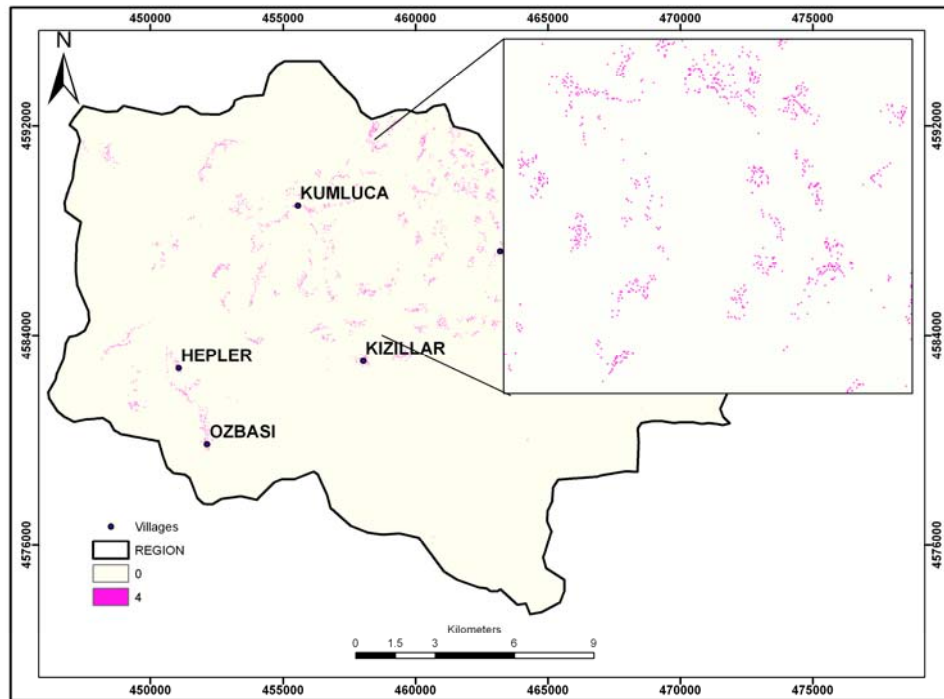 450000 455000 460000 465000 470000 475000
N
4592000 4592000
KUMLUCA
4584000 4584000
HEPLER
KIZILLAR
OZBASI
Villages
REGION
0
4
4576000 4576000
Kilometers
0 1.5 3 6 9
450000 455000 460000 465000 470000 475000